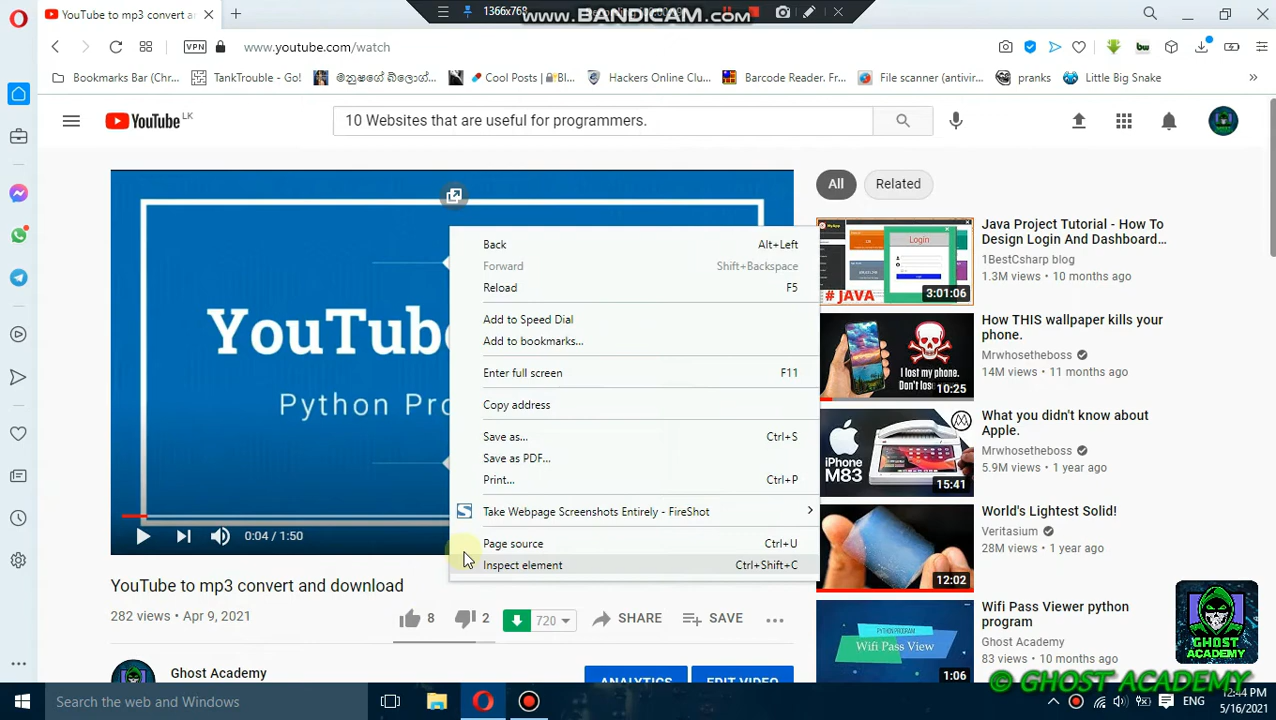 YouTube to mp3 convert a
1366x768
www.BANDICAM.com
VPN
www.youtube.com/watch
Bookmarks Bar (Chr...
TankTrouble - Go!
මනුෂගේ බ්ලොග්...
Cool Posts | Bl...
Hackers Online Clu...
Barcode Reader. Fr...
File scanner (antivir...
pranks
Little Big Snake
YouTube LK
10 Websites that are useful for programmers.
All
Related
YouTub
Python Pro
0:04 / 1:50
Back Alt+Left
Forward Shift+Backspace
Reload F5
Add to Speed Dial
Add to bookmarks...
Enter full screen F11
Copy address
Save as... Ctrl+S
Save as PDF...
Print... Ctrl+P
Take Webpage Screenshots Entirely - FireShot
Page source Ctrl+U
Inspect element Ctrl+Shift+C
Login
# JAVA
3:01:06
Java Project Tutorial - How To
Design Login And Dashboard...
1BestCsharp blog
1.3M views • 10 months ago
I lost my
phone.
Don't lose
10:25
How THIS wallpaper kills your
phone.
Mrwhosetheboss
14M views • 11 months ago
iPhone
M83
15:41
What you didn't know about
Apple.
Mrwhosetheboss
5.9M views • 1 year ago
12:02
World's Lightest Solid!
Veritasium
28M views • 1 year ago
PYTHON PROGRAM
Wifi Pass View
1:06
Wifi Pass Viewer python
program
Ghost Academy
83 views • 10 months ago
YouTube to mp3 convert and download
282 views • Apr 9, 2021
8
2
720
SHARE
SAVE
Ghost Academy
ANALYTICS
EDIT VIDEO
GHOST
ACADEMY
© GHOST ACADEMY
Search the web and Windows
ENG
12:44 PM
5/16/2021